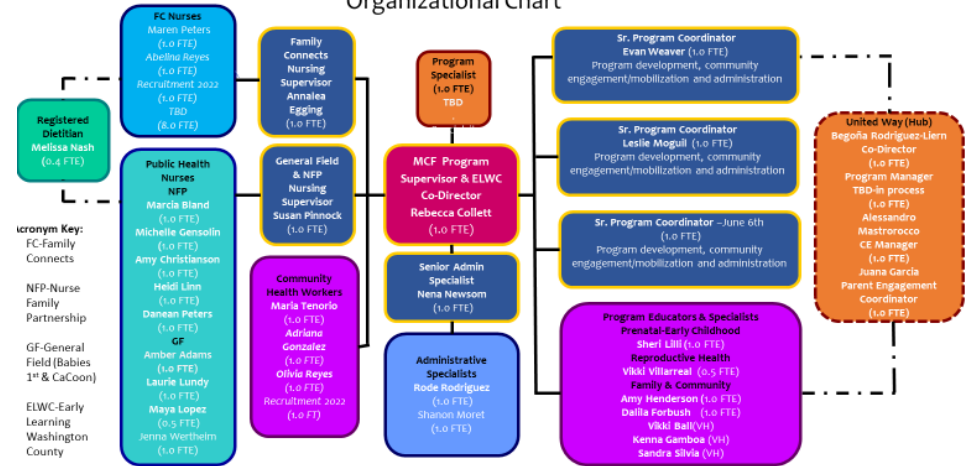 Organizational Chart
FC Nurses
Maren Peters
(1.0 FTE)
Abelina Reyes
(1.0 FTE)
Recruitment 2022
(1.0 FTE)
TBD
(8.0 FTE)
Family
Connects
Nursing
Supervisor
Annalea
Egging
(1.0 FTE)
Program
Specialist
(1.0 FTE)
TBD
Sr. Program Coordinator
Evan Weaver (1.0 FTE)
Program development, community
engagement/mobilization and administration
Registered
Dietitian
Melissa Nash
(0.4 FTE)
Public Health
Nurses
NFP
Marcia Bland
(1.0 FTE)
Michelle Gensolin
(1.0 FTE)
Amy Christianson
(1.0 FTE)
Heidi Linn
(1.0 FTE)
Danean Peters
(1.0 FTE)
GF
Amber Adams
(1.0 FTE)
Laurie Lundy
(1.0 FTE)
Maya Lopez
(0.5 FTE)
Jenna Wertheim
(1.0 FTE)
General Field
& NFP
Nursing
Supervisor
Susan Pinnock
(1.0 FTE)
MCF Program
Supervisor & ELWC
Co-Director
Rebecca Collett
(1.0 FTE)
Sr. Program Coordinator
Leslie Moguil (1.0 FTE)
Program development, community
engagement/mobilization and administration
United Way (Hub)
Begoña Rodriguez-Liern
Co-Director
(1.0 FTE)
Program Manager
TBD-in process
(1.0 FTE)
Alessandro
Mastrorocco
CE Manager
(1.0 FTE)
Juana Garcia
Parent Engagement
Coordinator
(1.0 FTE)
Sr. Program Coordinator –June 6th
(1.0 FTE)
Program development, community
engagement/mobilization and administration
cronym Key:
FC-Family
Connects
NFP-Nurse
Family
Partnership
GF-General
Field (Babies
1st & CaCoon)
ELWC-Early
Learning
Washington
County
Community
Health Workers
Maria Tenorio
(1.0 FTE)
Adriana
Gonzalez
(1.0 FTE)
Olivia Reyes
(1.0 FTE)
Recruitment 2022
(1.0 FT)
Senior Admin
Specialist
Nena Newsom
(1.0 FTE)
Administrative
Specialists
Rode Rodriguez
(1.0 FTE)
Shanon Moret
(1.0 FTE)
Program Educators & Specialists
Prenatal-Early Childhood
Sheri Lilli (1.0 FTE)
Reproductive Health
Vikki Villarreal (0.5 FTE)
Family & Community
Amy Henderson (1.0 FTE)
Dalila Forbush (1.0 FTE)
Vikki Ball(VH)
Kenna Gamboa (VH)
Sandra Silvia (VH)